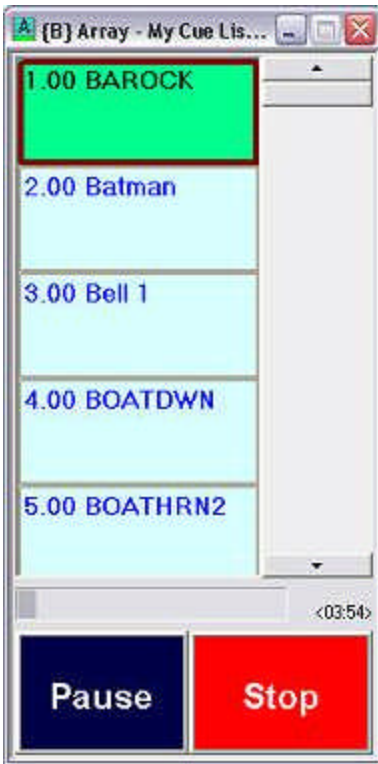 {B} Array - My Cue Lis...
1.00 BAROCK
2.00 Batman
3.00 Bell 1
4.00 BOATDWN
5.00 BOATHRN2
<03:54>
Pause
Stop